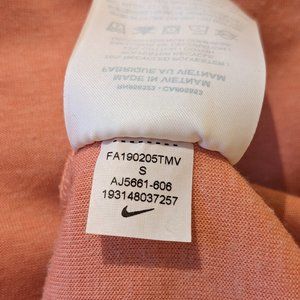 MADE IN VIETNAM
FABRIQUE AU VIETNAM
FA190205TMV
S
AJ5661-606
193148037257